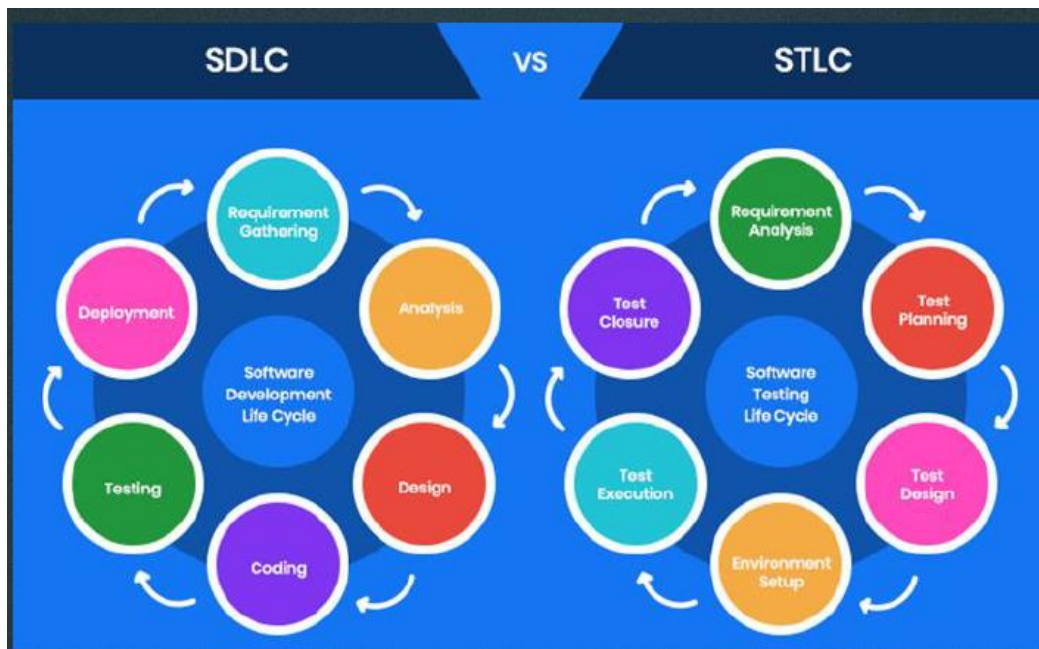 SDLC
VS
STLC
Requirement
Gathering
Analysis
Design
Coding
Testing
Deployment
Software
Development
Life Cycle
Requirement
Analysis
Test
Planning
Test
Design
Environment
Setup
Test
Execution
Test
Closure
Software
Testing
Life Cycle